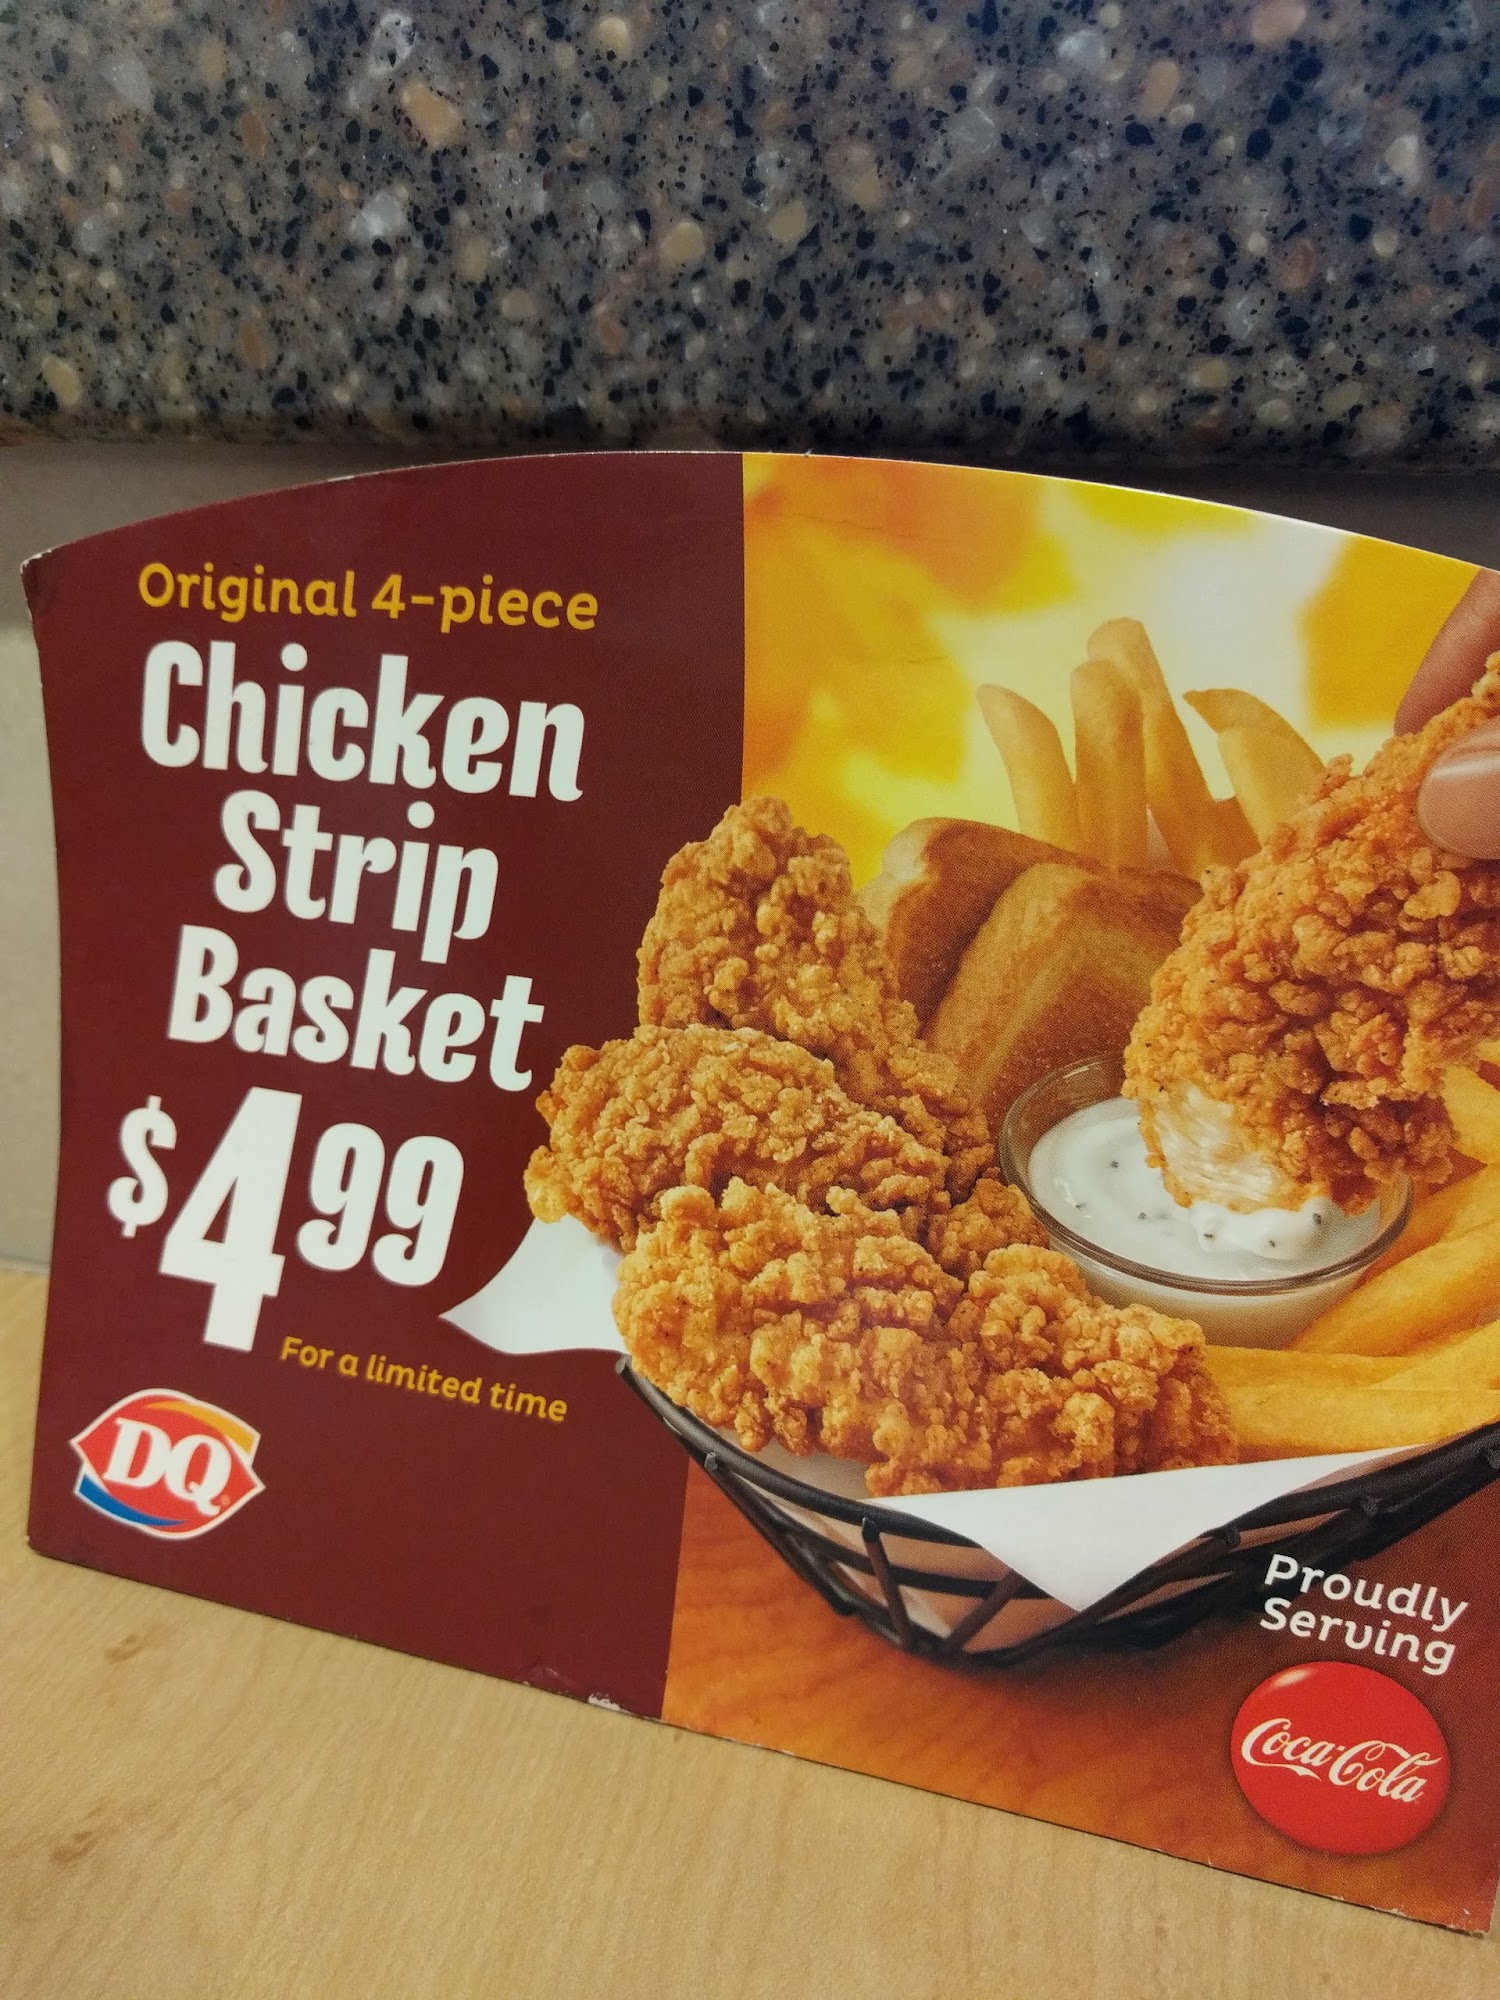 Original 4-piece
Chicken
Strip
Basket
$4.99
For a limited time
DQ®
Proudly
Serving
Coca-Cola